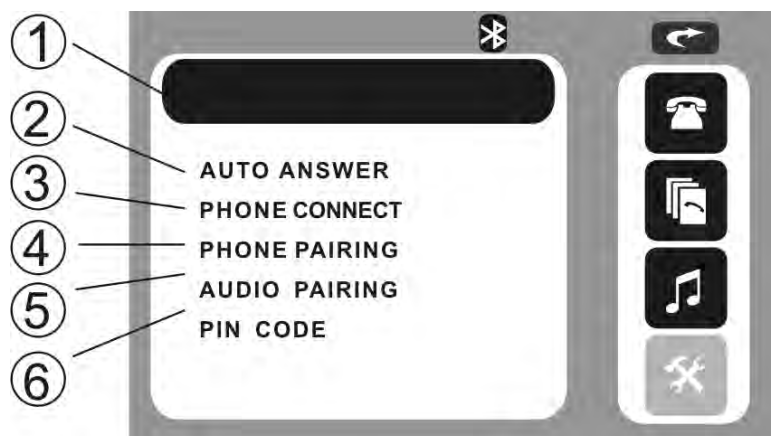 1
2
3
4
5
6
AUTO ANSWER
PHONE CONNECT
PHONE PAIRING
AUDIO PAIRING
PIN CODE